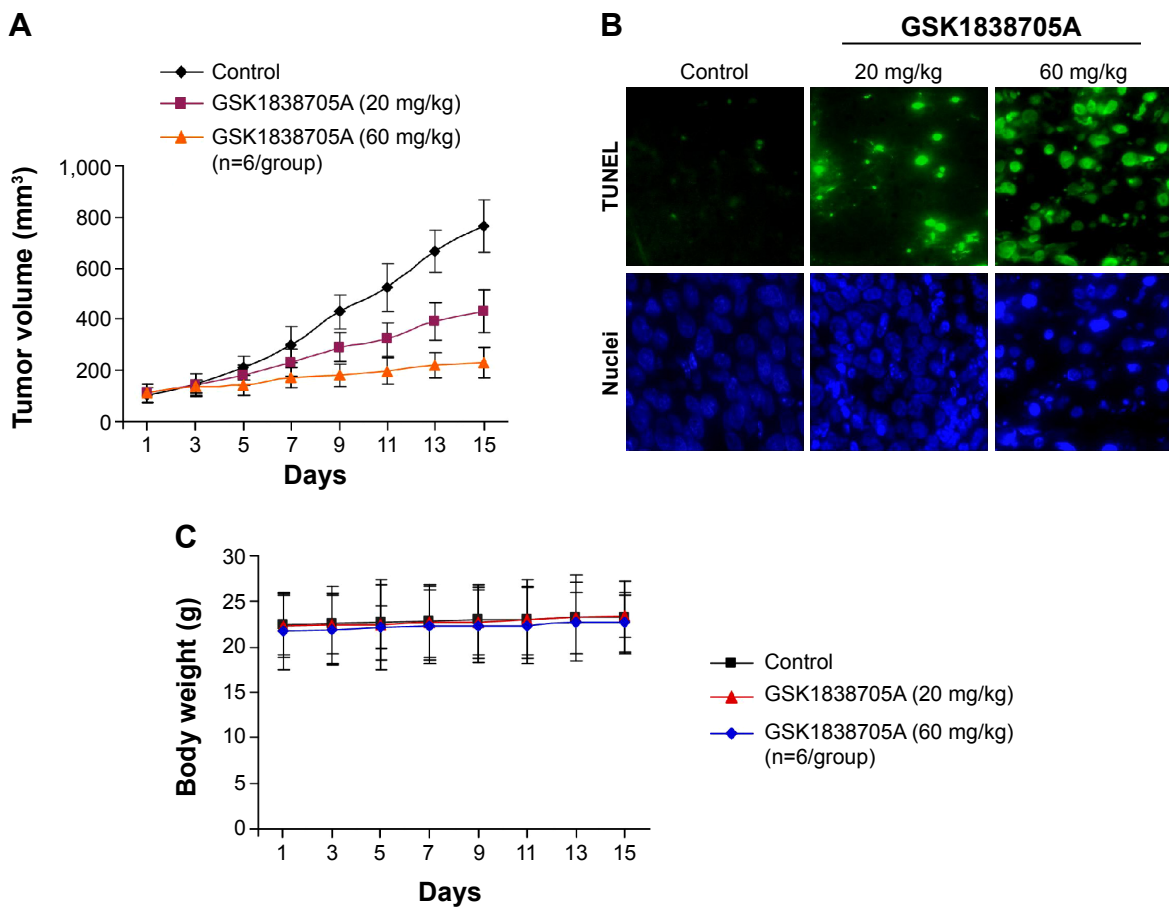 A
Control
GSK1838705A (20 mg/kg)
GSK1838705A (60 mg/kg)
(n=6/group)
Tumor volume (mm³)
1,000
800
600
400
200
0
1 3 5 7 9 11 13 15
Days
B
GSK1838705A
Control 20 mg/kg 60 mg/kg
TUNEL
Nuclei
C
Body weight (g)
30
25
20
15
10
5
0
1 3 5 7 9 11 13 15
Days
Control
GSK1838705A (20 mg/kg)
GSK1838705A (60 mg/kg)
(n=6/group)